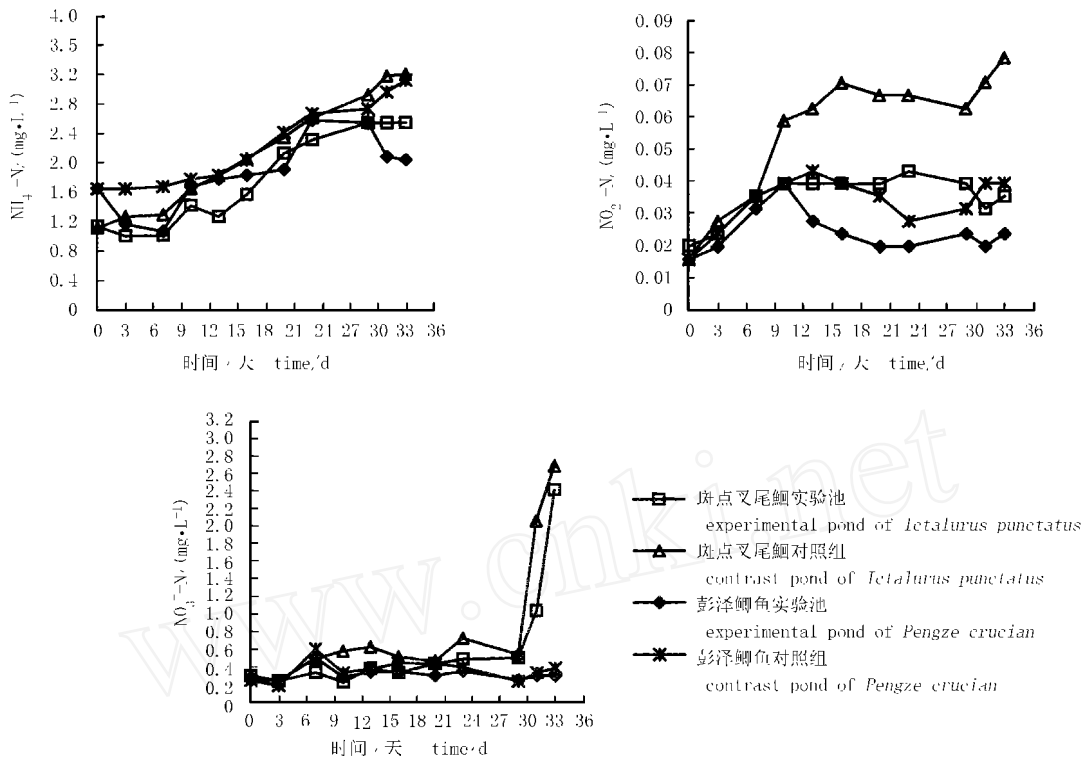 4.0
3.5
3.2
2.8
2.4
2.0
1.6
1.2
0.8
0.4
0
0 3 6 9 12 15 18 21 24 27 30 33 36
NH4 -N, (mg•L-1)
时间,天 time,d
0.09
0.08
0.07
0.06
0.05
0.04
0.03
0.02
0.01
0 3 6 9 12 15 18 21 24 27 30 33 36
NO2 -N, (mg•L-1)
时间,天 time,d
3.2
3.0
2.8
2.6
2.4
2.2
2.0
1.8
1.6
1.4
1.2
1.0
0.8
0.6
0.4
0.2
0
0 3 6 9 12 15 18 21 24 27 30 33 36
NO3 -N, (mg•L-1)
时间,天 time,d
斑点叉尾鮰实验池
experimental pond of Ictalurus punctatus
斑点叉尾鮰对照组
contrast pond of Ictalurus punctatus
彭泽鲫鱼实验池
experimental pond of Pengze crucian
彭泽鲫鱼对照组
contrast pond of Pengze crucian
www.cnki.net